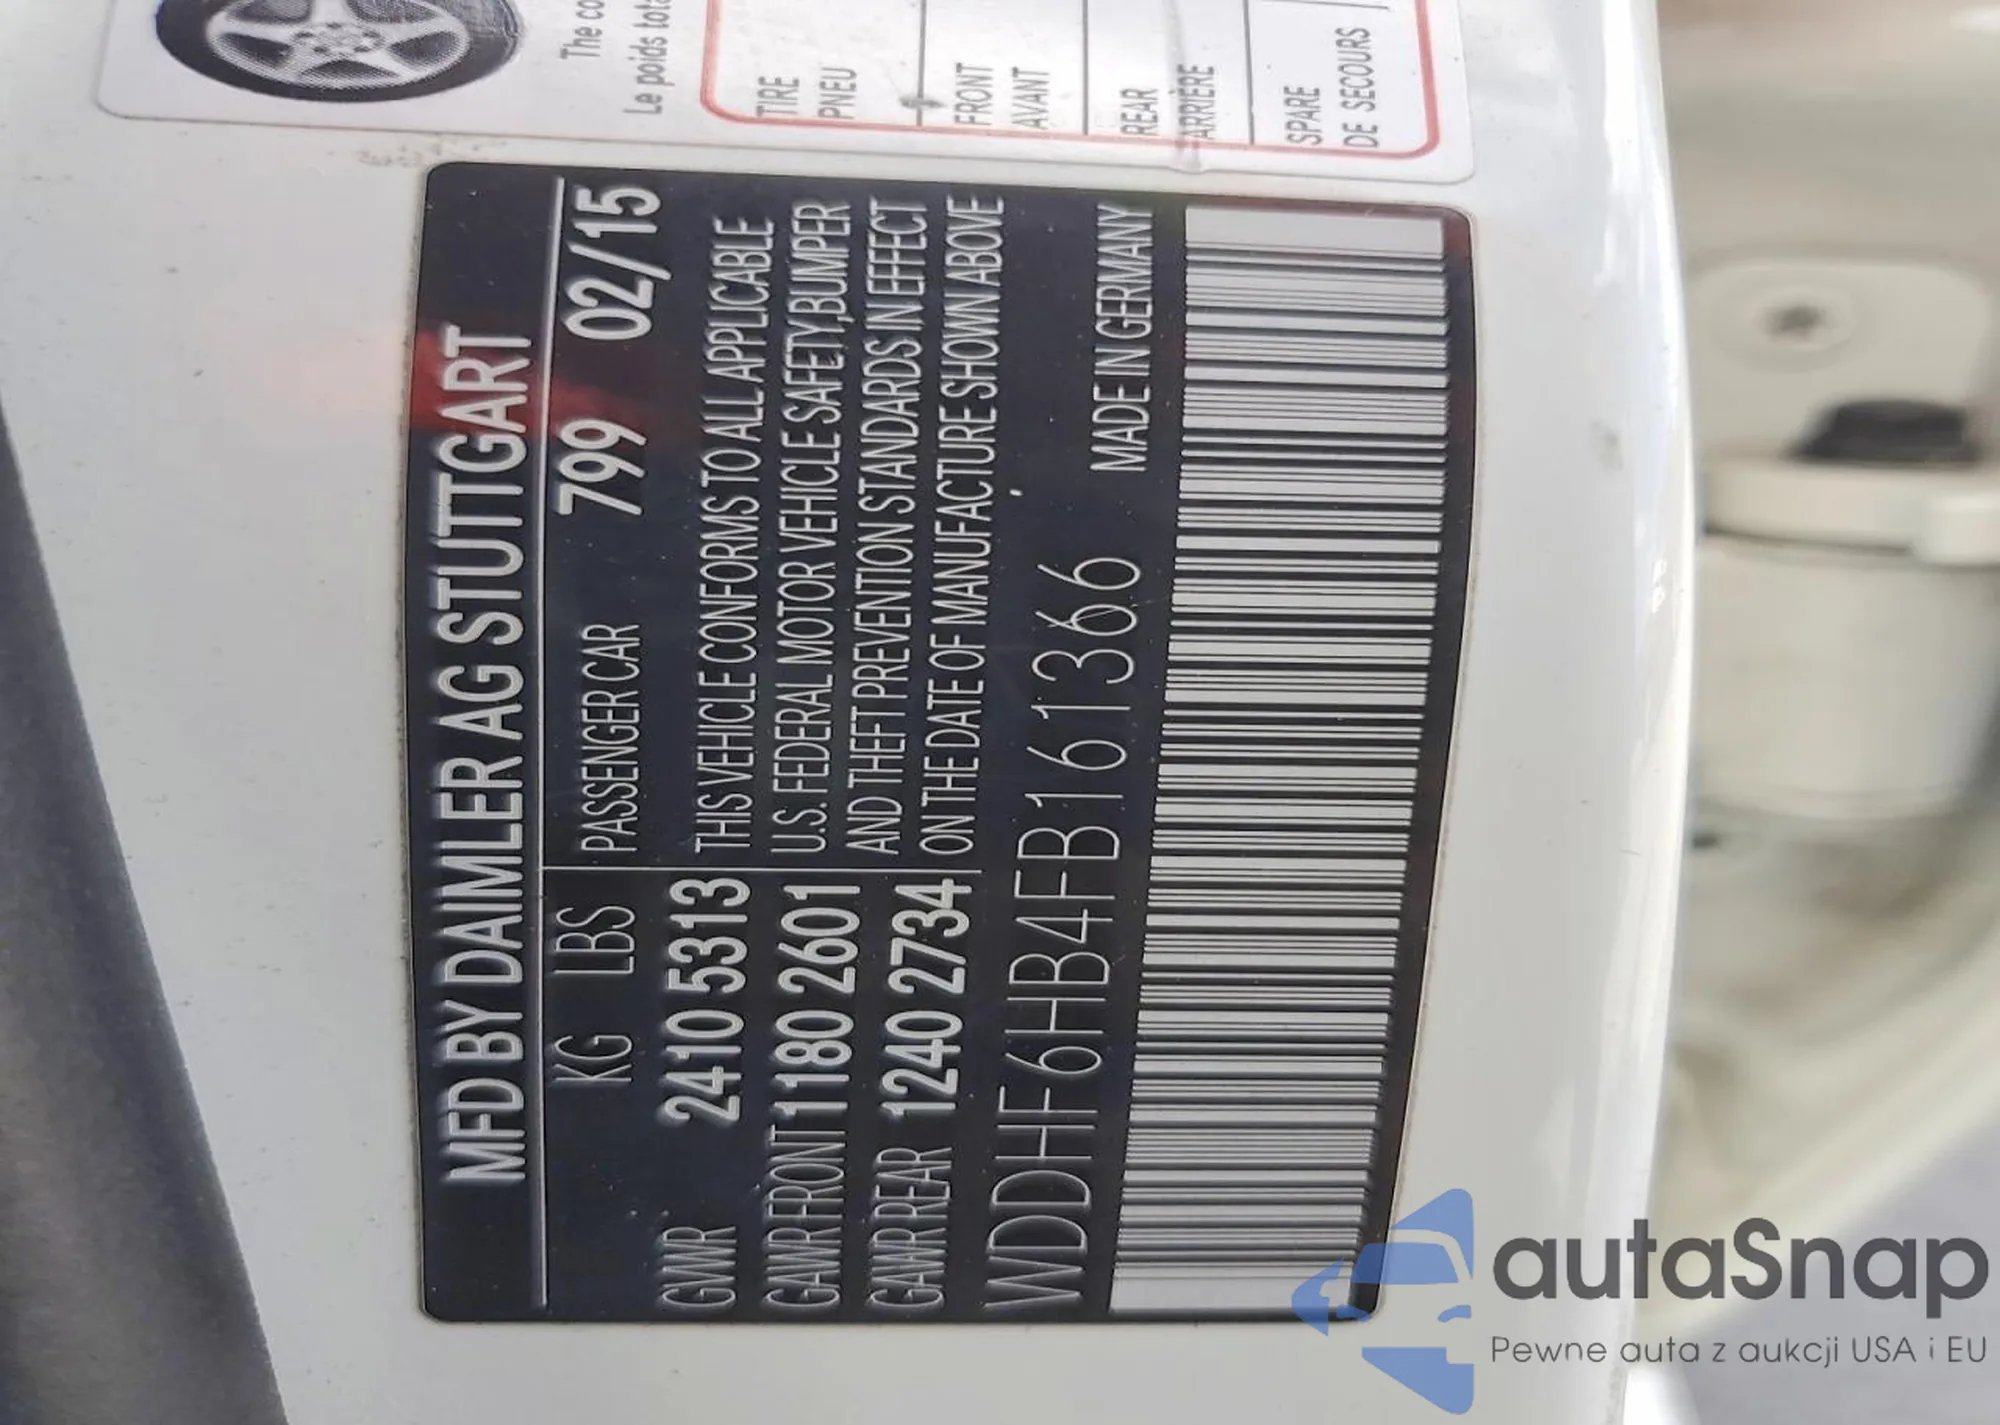 The co
Le poids tota
TIRE
PNEU
FRONT
AVANT
REAR
ARRIÈRE
SPARE
DE SECOURS
MFD BY DAIMLER AG STUTTGART
KG LBS PASSENGER CAR 799 02/15
GVWR 2410 5313 THIS VEHICLE CONFORMS TO ALL APPLICABLE
GAWR FRONT 1180 2601 U.S. FEDERAL MOTOR VEHICLE SAFETY,BUMPER
GAWR REAR 1240 2734 AND THEFT PREVENTION STANDARDS IN EFFECT
ON THE DATE OF MANUFACTURE SHOWN ABOVE
WDDHF6HB4FB161366 MADE IN GERMANY
autaSnap
Pewne auta z aukcji USA i EU